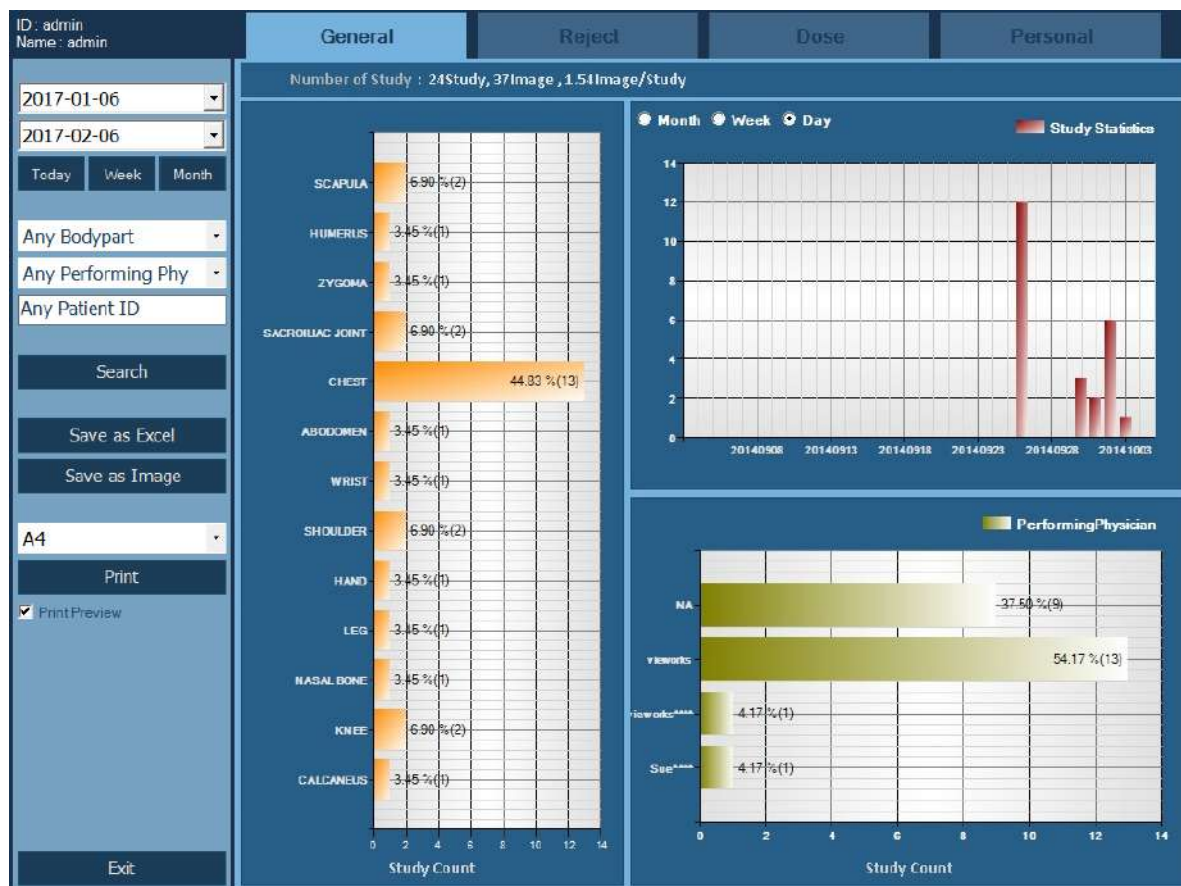 ID : admin
Name : admin
General
Reject
Dose
Personal
2017-01-06
2017-02-06
Today
Week
Month
Any Bodypart
Any Performing Phy
Any Patient ID
Search
Save as Excel
Save as Image
A4
Print
Print Preview
Exit
Number of Study : 24Study, 37Image , 1.54Image/Study
SCAPULA 6.90 %(2)
HUMERUS 3.45 %(1)
ZYGOMA 3.45 %(1)
SACROILIAC JOINT 6.90 %(2)
CHEST 44.83 %(13)
ABODOMEN 3.45 %(1)
WRIST 3.45 %(1)
SHOULDER 6.90 %(2)
HAND 3.45 %(1)
LEG 3.45 %(1)
NASAL BONE 3.45 %(1)
KNEE 6.90 %(2)
CALCANEUS 3.45 %(1)
0 2 4 6 8 10 12 14
Study Count
Month Week Day
Study Statistics
14
12
10
8
6
4
2
0
20140908 20140913 20140918 20140923 20140928 20141003
PerformingPhysician
NA 37.50 %(9)
vieworks 54.17 %(13)
vieworks**** 4.17 %(1)
Sue**** 4.17 %(1)
0 2 4 6 8 10 12 14
Study Count